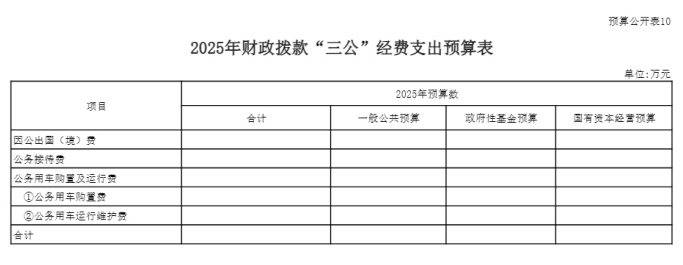 预算公开表10
2025年财政拨款“三公”经费支出预算表
单位:万元
项目
2025年预算数
合计
一般公共预算
政府性基金预算
国有资本经营预算
因公出国（境）费
公务接待费
公务用车购置及运行费
①公务用车购置费
②公务用车运行维护费
合计